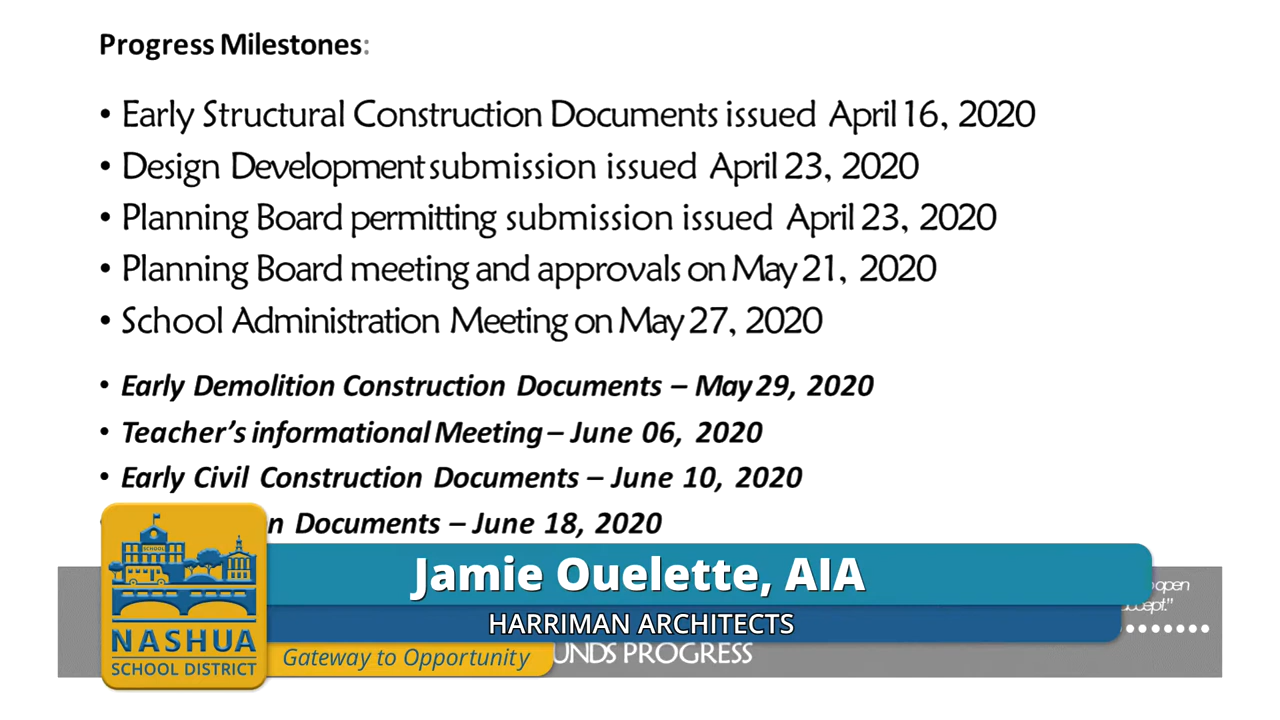 Progress Milestones:
• Early Structural Construction Documents issued April 16, 2020
• Design Development submission issued April 23, 2020
• Planning Board permitting submission issued April 23, 2020
• Planning Board meeting and approvals on May 21, 2020
• School Administration Meeting on May 27, 2020
• Early Demolition Construction Documents – May 29, 2020
• Teacher's informational Meeting – June 06, 2020
• Early Civil Construction Documents – June 10, 2020
n Documents – June 18, 2020
SCHOOL
Jamie Ouelette, AIA
open
HARRIMAN ARCHITECTS
NASHUA
SCHOOL DISTRICT
Gateway to Opportunity
UNDS PROGRESS